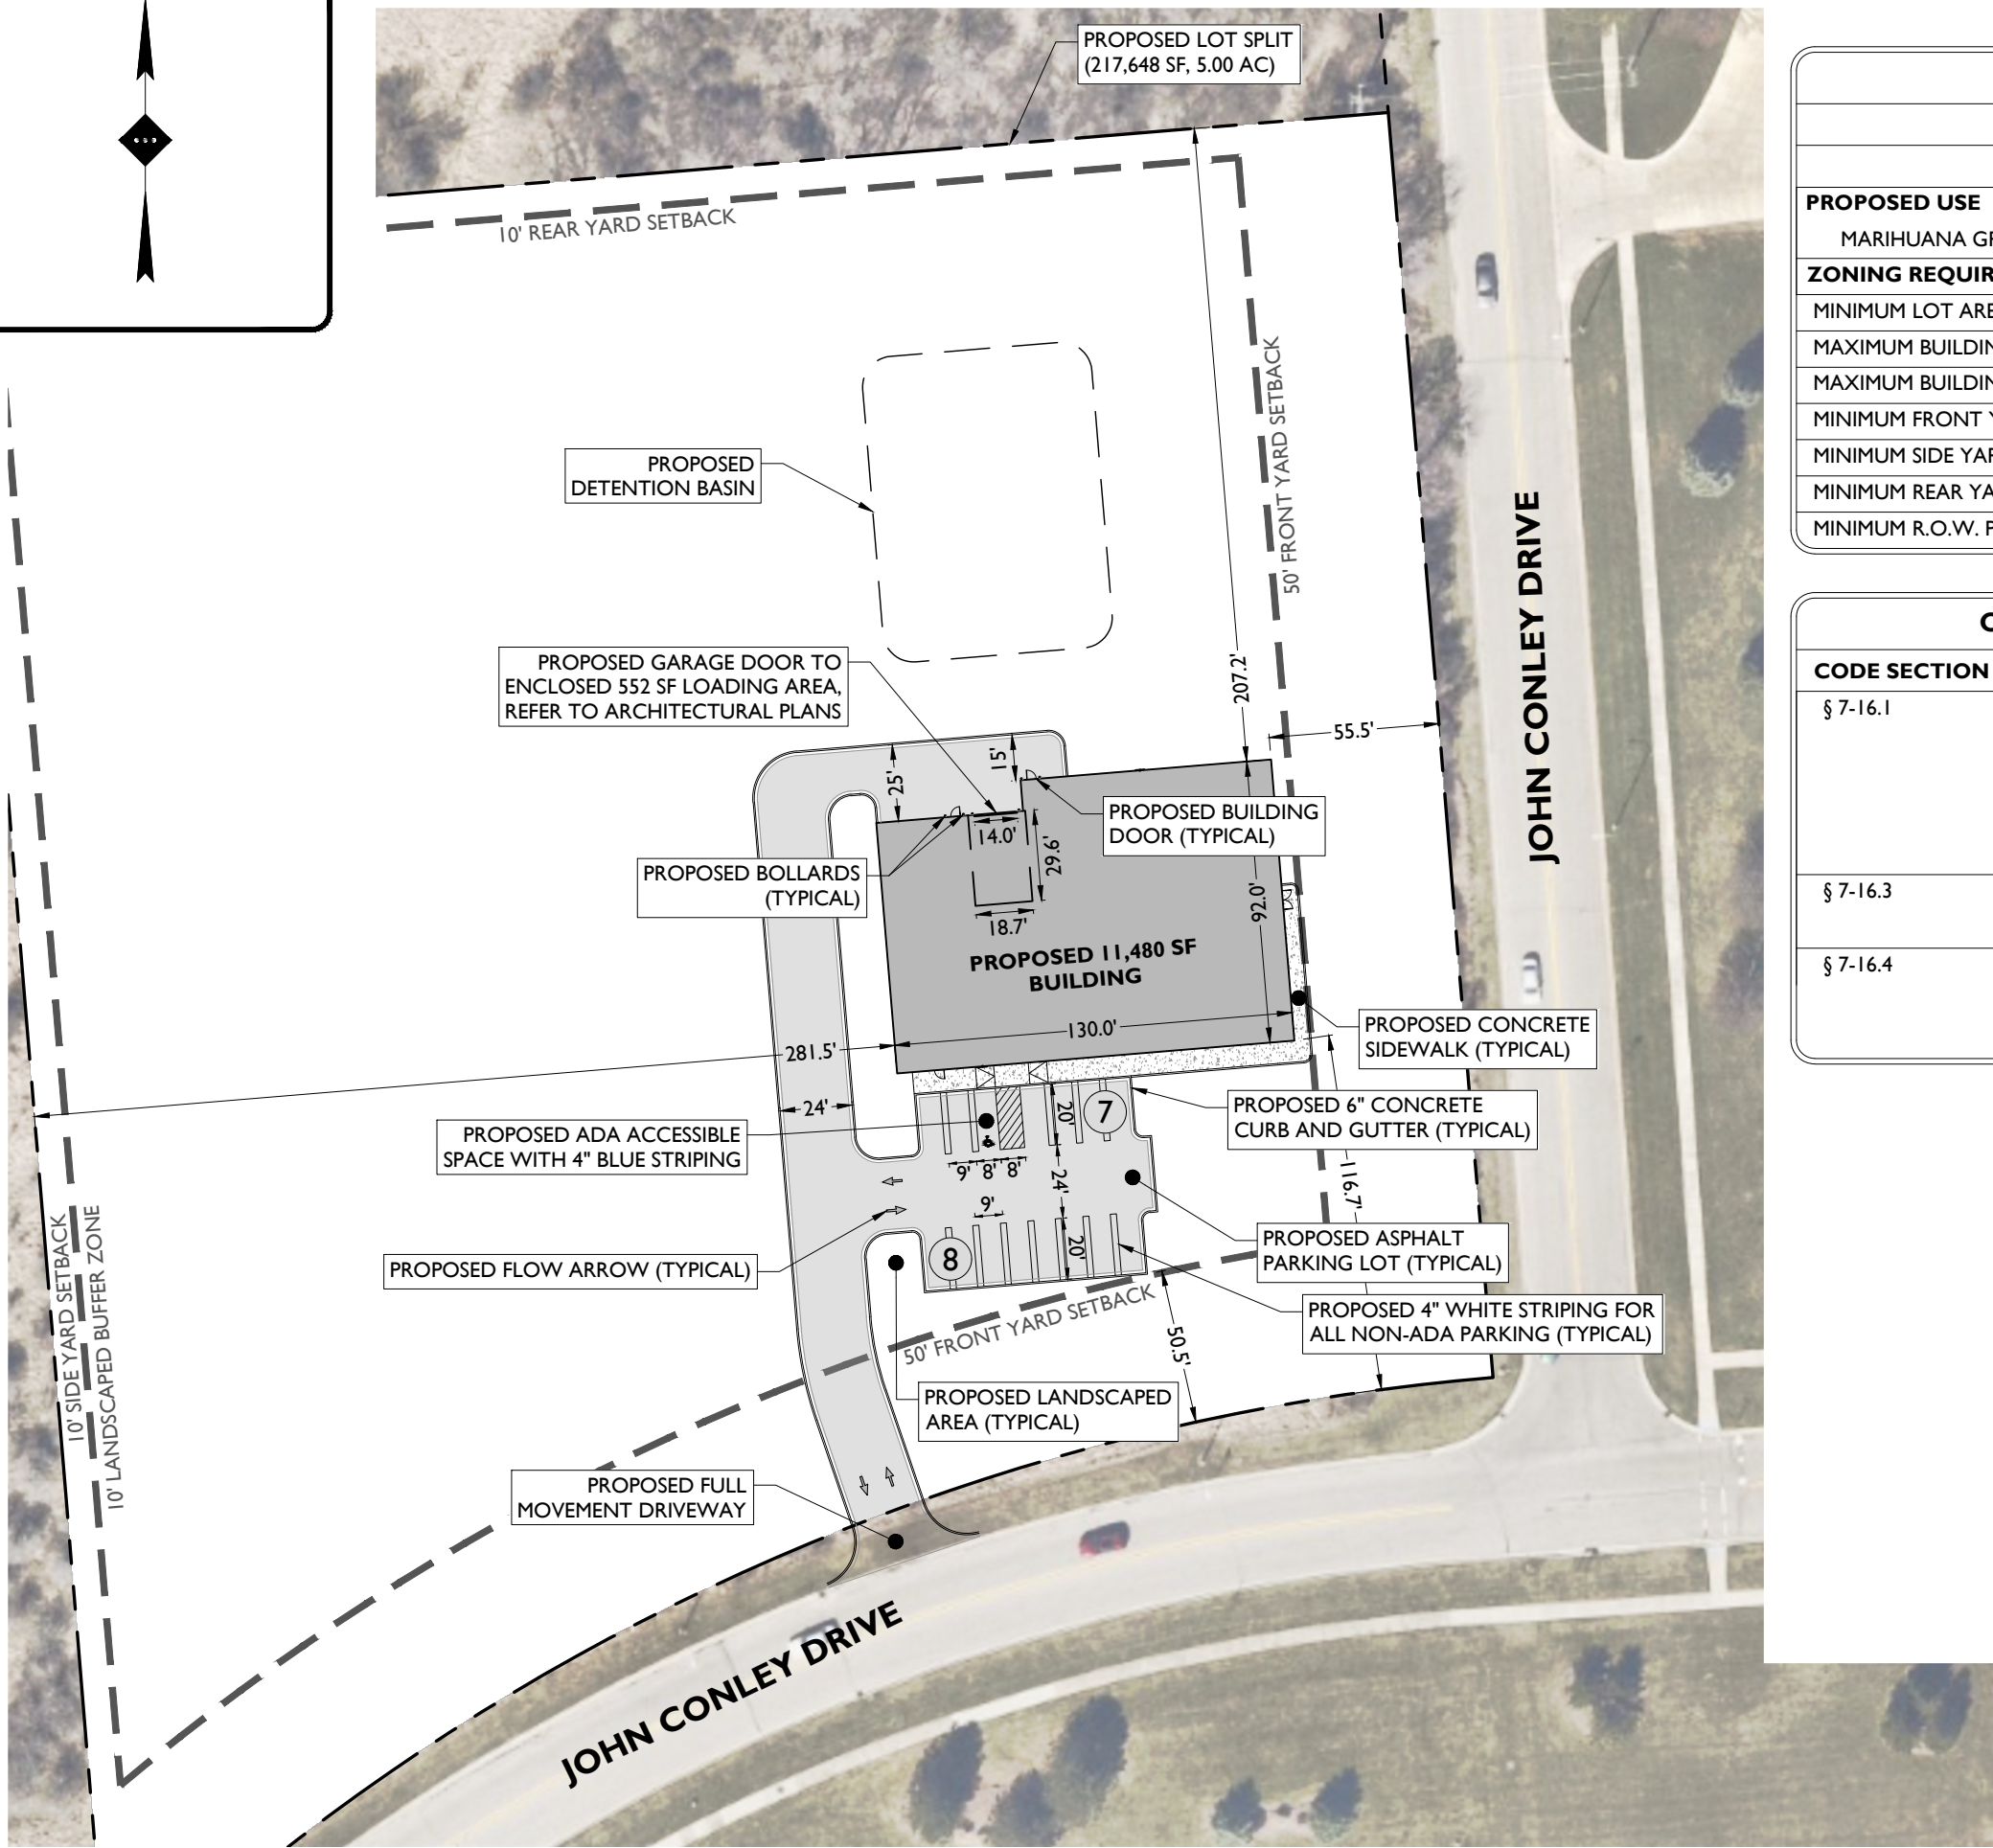 PROPOSED LOT SPLIT
(217,648 SF, 5.00 AC)
10' REAR YARD SETBACK
50' FRONT YARD SETBACK
PROPOSED
DETENTION BASIN
207.2'
55.5'
PROPOSED GARAGE DOOR TO
ENCLOSED 552 SF LOADING AREA,
REFER TO ARCHITECTURAL PLANS
25'
15'
14.0'
29.6'
18.7'
92.0'
PROPOSED BUILDING
DOOR (TYPICAL)
PROPOSED BOLLARDS
(TYPICAL)
PROPOSED 11,480 SF
BUILDING
130.0'
281.5'
24'
PROPOSED CONCRETE
SIDEWALK (TYPICAL)
PROPOSED 6" CONCRETE
CURB AND GUTTER (TYPICAL)
PROPOSED ADA ACCESSIBLE
SPACE WITH 4" BLUE STRIPING
20'
7
9'
8'
8'
24'
116.7'
9'
20'
8
PROPOSED FLOW ARROW (TYPICAL)
PROPOSED ASPHALT
PARKING LOT (TYPICAL)
PROPOSED 4" WHITE STRIPING FOR
ALL NON-ADA PARKING (TYPICAL)
50' FRONT YARD SETBACK
50.5'
PROPOSED LANDSCAPED
AREA (TYPICAL)
PROPOSED FULL
MOVEMENT DRIVEWAY
10' SIDE YARD SETBACK
10' LANDSCAPED BUFFER ZONE
JOHN CONLEY DRIVE
JOHN CONLEY DRIVE
PROPOSED USE
MARIHUANA GR
ZONING REQUIR
MINIMUM LOT ARE
MAXIMUM BUILDIN
MAXIMUM BUILDIN
MINIMUM FRONT Y
MINIMUM SIDE YAR
MINIMUM REAR YA
MINIMUM R.O.W. P
CODE SECTION
§ 7-16.1
§ 7-16.3
§ 7-16.4